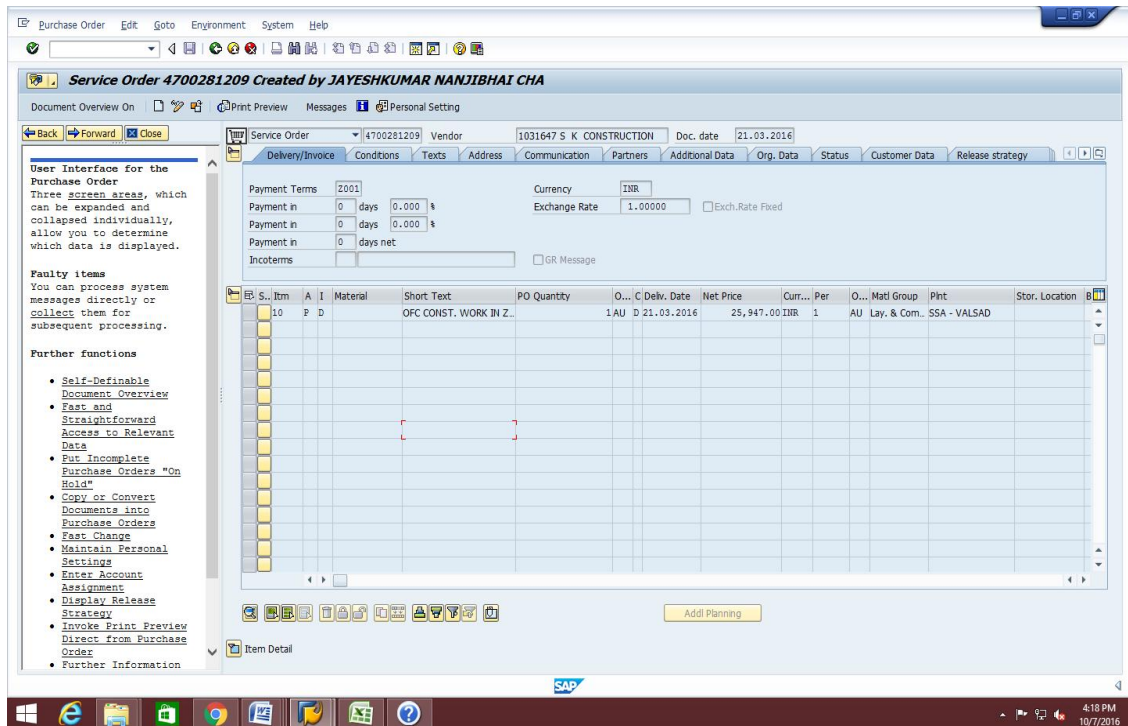 Purchase Order Edit Goto Environment System Help
Service Order 4700281209 Created by JAYESHKUMAR NANJIBHAI CHA
Document Overview On Print Preview Messages Personal Setting
Back Forward Close
User Interface for the
Purchase Order
Three screen areas, which
can be expanded and
collapsed individually,
allow you to determine
which data is displayed.
Faulty items
You can process system
messages directly or
collect them for
subsequent processing.
Further functions
• Self-Definable
Document Overview
• Fast and
Straightforward
Access to Relevant
Data
• Put Incomplete
Purchase Orders "On
Hold"
• Copy or Convert
Documents into
Purchase Orders
• Fast Change
• Maintain Personal
Settings
• Enter Account
Assignment
• Display Release
Strategy
• Invoke Print Preview
Direct from Purchase
Order
• Further Information
Service Order 4700281209 Vendor 1031647 S K CONSTRUCTION Doc. date 21.03.2016
Delivery/Invoice Conditions Texts Address Communication Partners Additional Data Org. Data Status Customer Data Release strategy
Payment Terms Z001 Currency INR
Payment in 0 days 0.000 % Exchange Rate 1.00000 Exch.Rate Fixed
Payment in 0 days 0.000 %
Payment in 0 days net
Incoterms GR Message
S.. Itm A I Material Short Text PO Quantity O... C Deliv. Date Net Price Curr... Per O... Matl Group Plnt Stor. Location B
10 P D OFC CONST. WORK IN Z.. 1 AU D 21.03.2016 25,947.00 INR 1 AU Lay. & Com.. SSA - VALSAD
Addl Planning
Item Detail
SAP
4:18 PM
10/7/2016